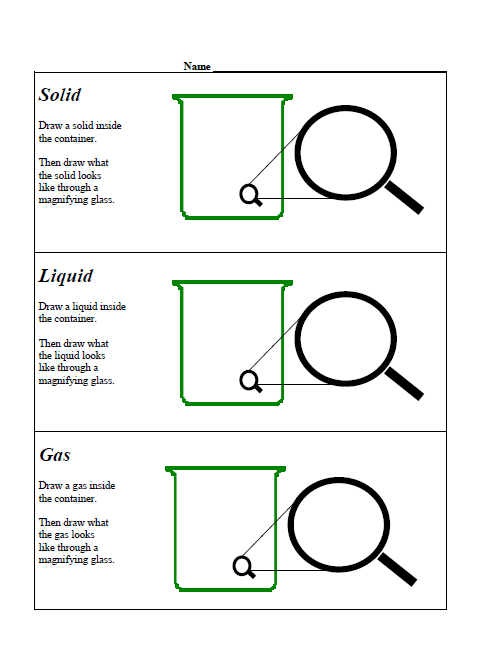 Name
Solid
Draw a solid inside
the container.
Then draw what
the solid looks
like through a
magnifying glass.
Liquid
Draw a liquid inside
the container.
Then draw what
the liquid looks
like through a
magnifying glass.
Gas
Draw a gas inside
the container.
Then draw what
the gas looks
like through a
magnifying glass.